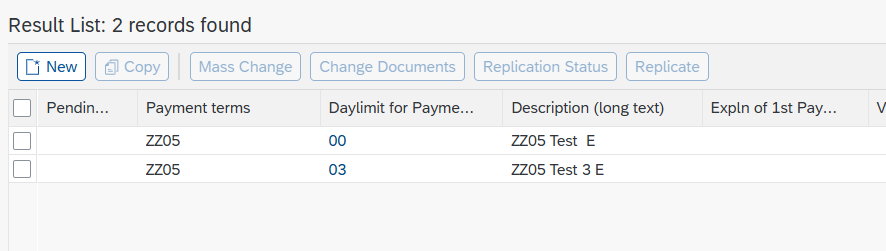 Result List: 2 records found
New Copy Mass Change Change Documents Replication Status Replicate
Pendin... Payment terms Daylimit for Payme... Description (long text) Expln of 1st Pay... V
ZZ05 00 ZZ05 Test  E
ZZ05 03 ZZ05 Test 3 E